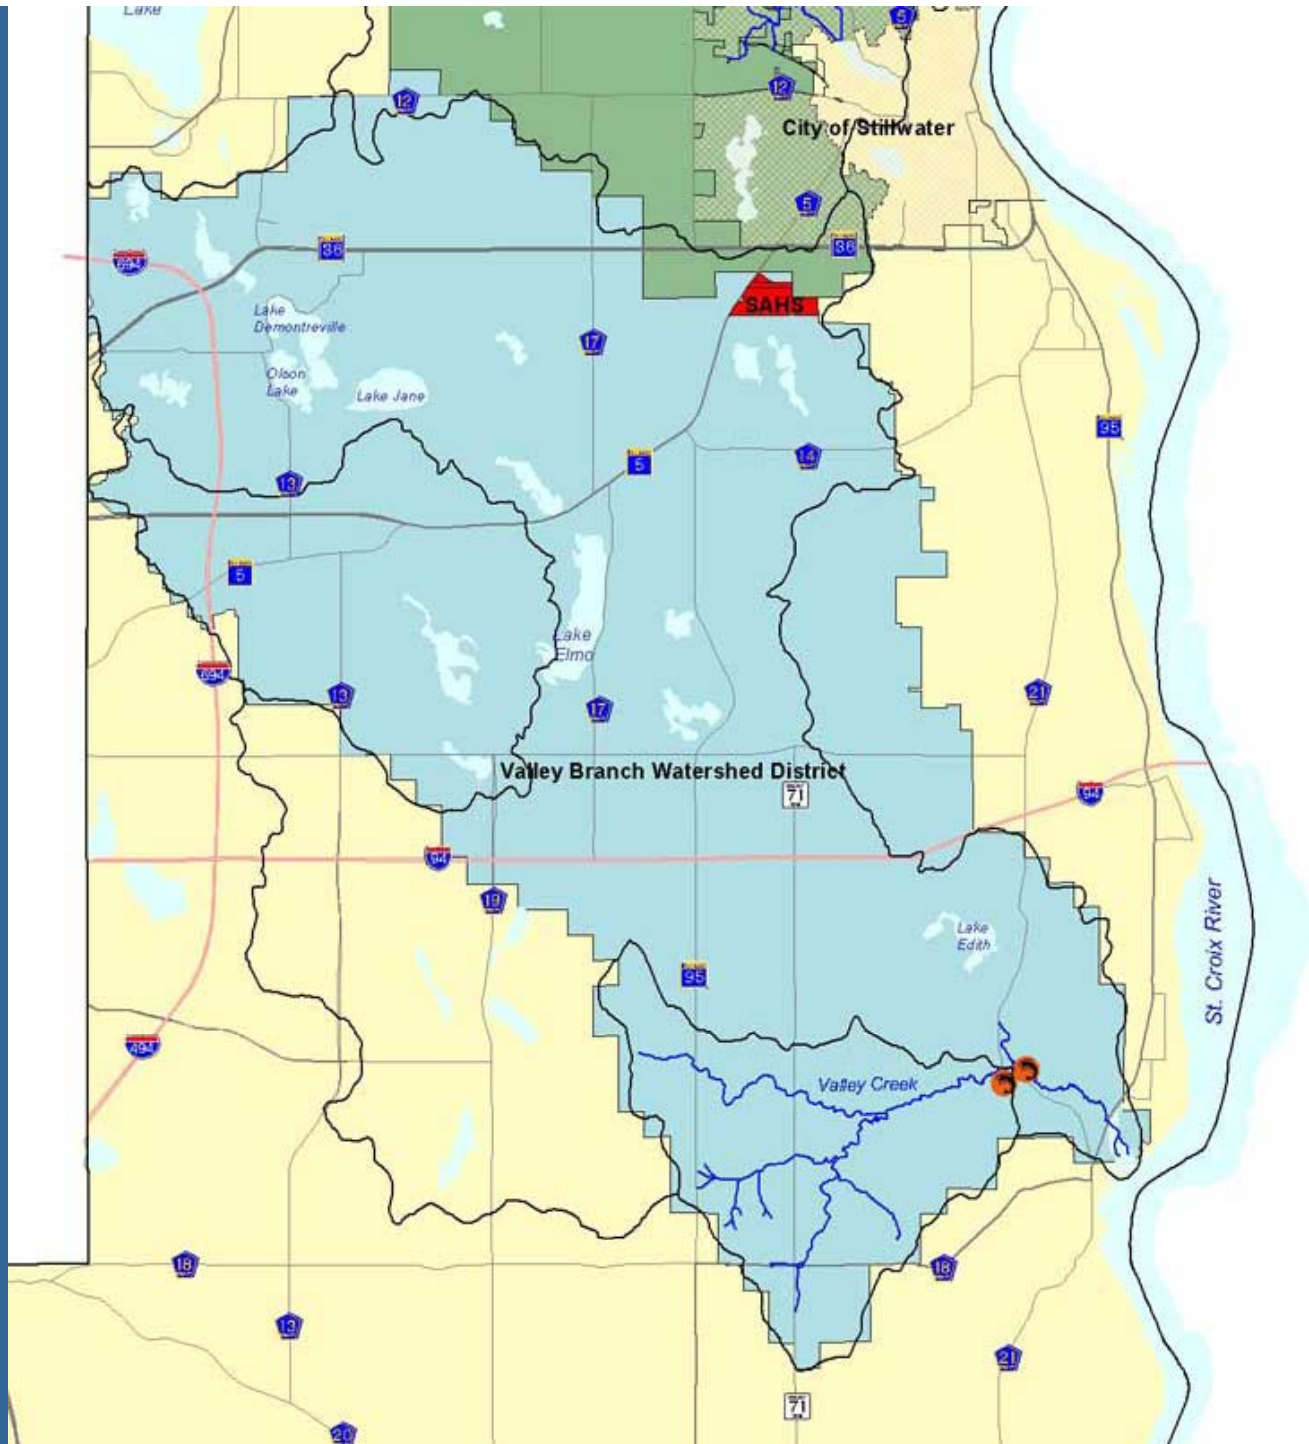 Lake
5
12
12
City of Stillwater
5
36
36
694
SAHS
Lake
Demontreville
17
Olson
Lake
Lake Jane
95
5
14
13
5
Lake
Elmo
694
13
21
17
Valley Branch Watershed District
71
94
94
19
St. Croix River
Lake
Edith
95
494
Valley Creek
18
18
13
21
71
20